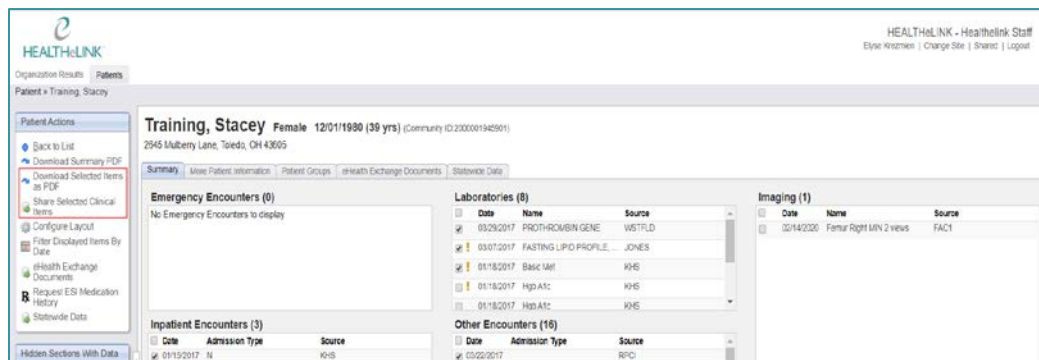 HEALTHeLINK
HEALTHeLINK - Healthelink Staff
Elyse Krezmien | Change Site | Shared | Logout
Organization Results Patients
Patient » Training, Stacey
Patient Actions
Back to List
Download Summary PDF
Download Selected Items
as PDF
Share Selected Clinical
Items
Configure Layout
Filter Displayed Items By
Date
eHealth Exchange
Documents
Request ESI Medication
History
Statewide Data
Hidden Sections With Data
Training, Stacey Female 12/01/1980 (39 yrs) (Community ID:2000001945901)
2645 Mulberry Lane, Toledo, OH 43605
Summary More Patient Information Patient Groups eHealth Exchange Documents Statewide Data
Emergency Encounters (0)
No Emergency Encounters to display
Laboratories (8)
Date Name Source
03/29/2017 PROTHROMBIN GENE WSTFLD
03/07/2017 FASTING LIPID PROFILE, ... JONES
01/18/2017 Basic Met KHS
01/18/2017 Hgb A1c KHS
01/18/2017 Hgb A1c KHS
Imaging (1)
Date Name Source
02/14/2020 Femur Right MIN 2 views FAC1
Inpatient Encounters (3)
Date Admission Type Source
01/15/2017 N KHS
Other Encounters (16)
Date Admission Type Source
03/22/2017 RPCI